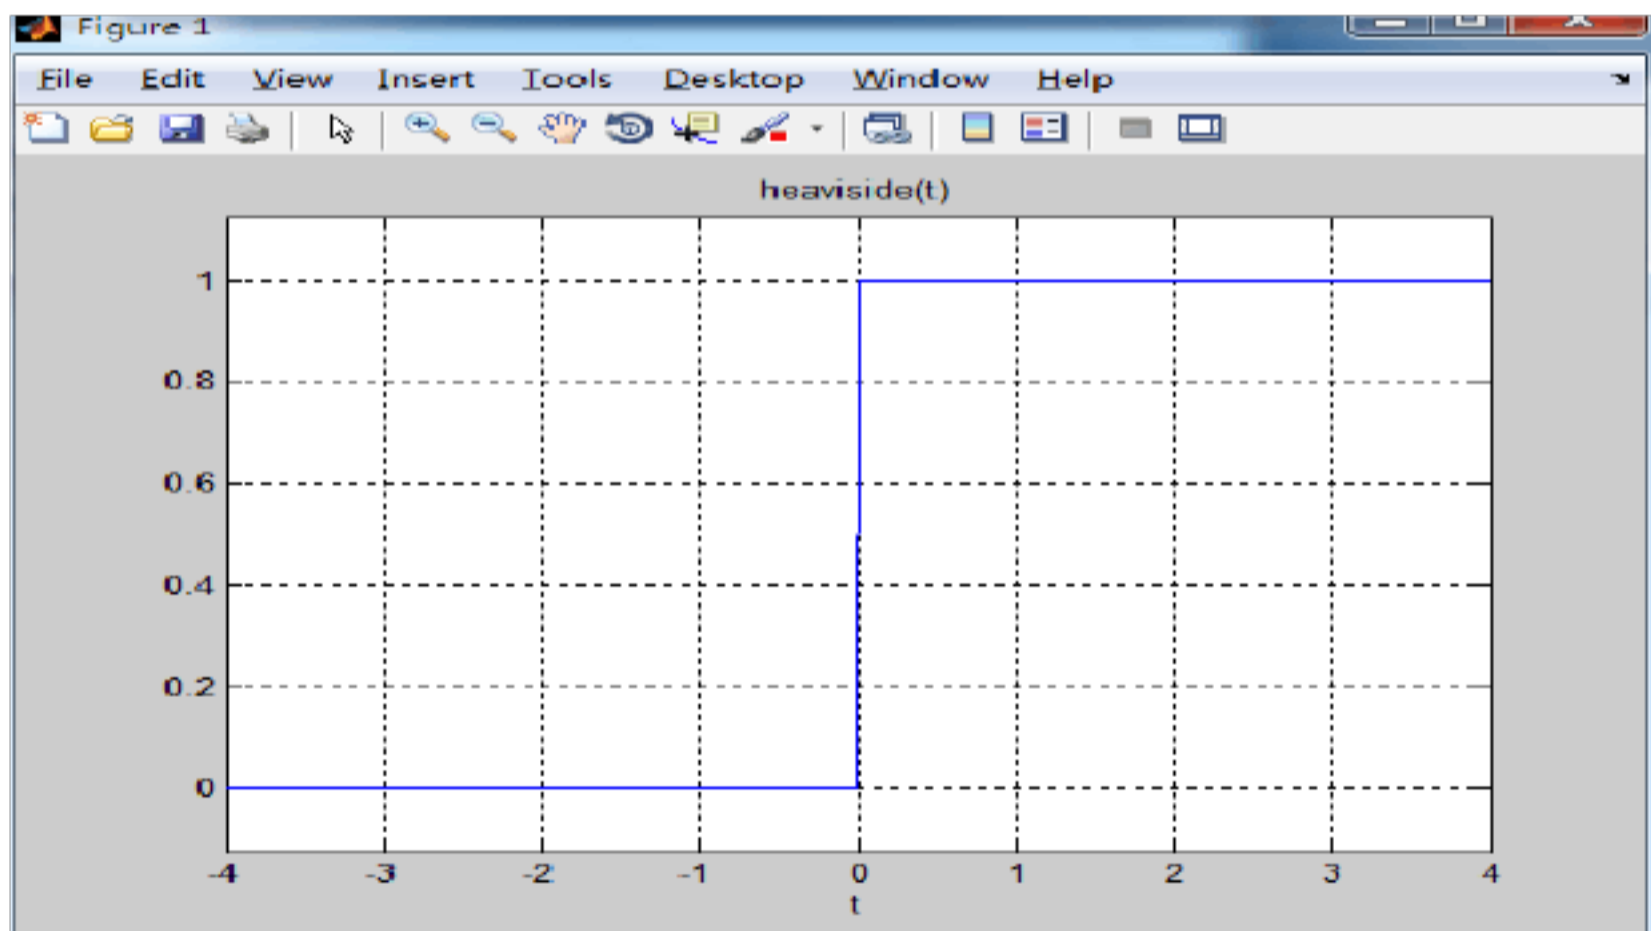 Figure 1
File Edit View Insert Tools Desktop Window Help
heaviside(t)
1
0.8
0.6
0.4
0.2
0
-4 -3 -2 -1 0 1 2 3 4
t